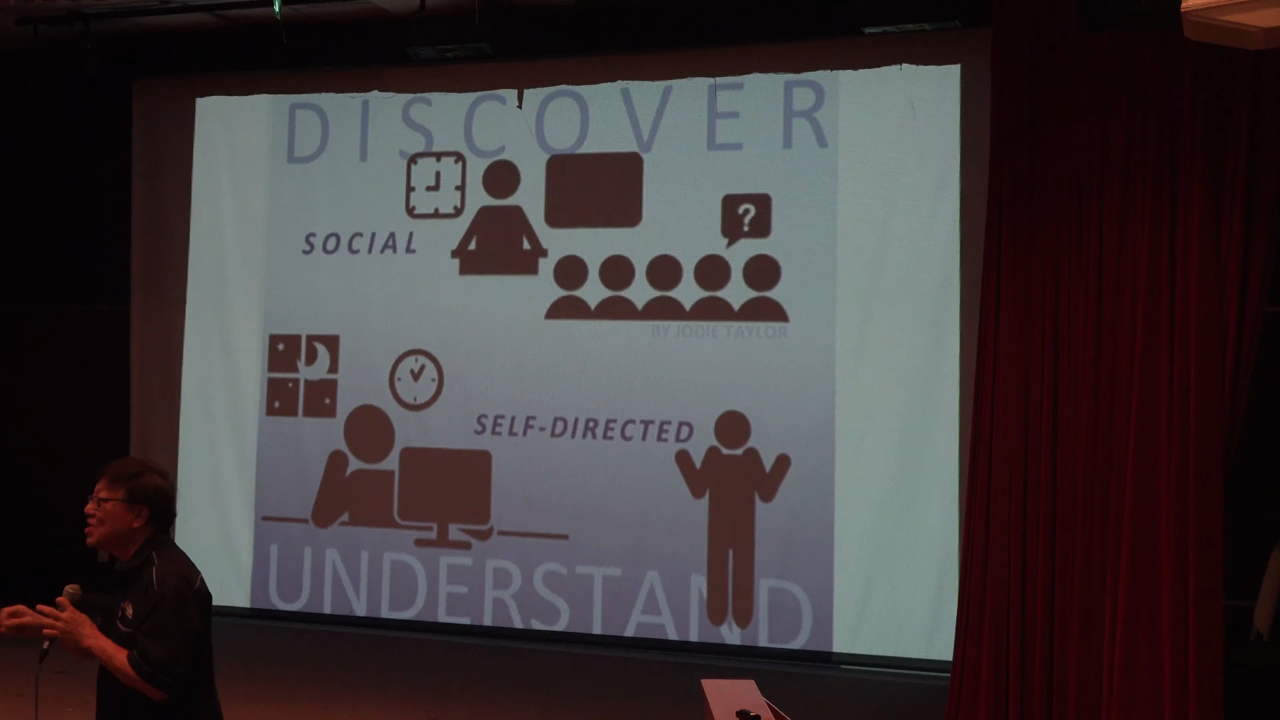 DISCOVER
?
SOCIAL
BY JODIE TAYLOR
SELF-DIRECTED
UNDERSTAND